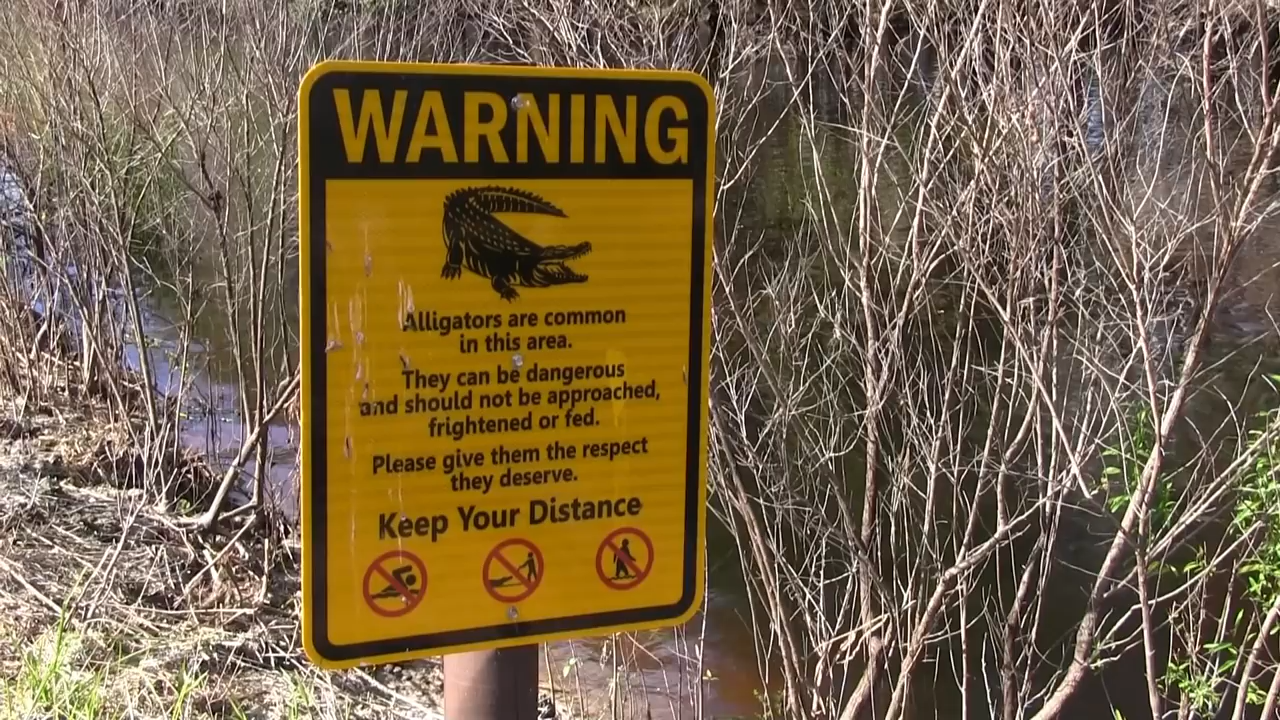 WARNING
Alligators are common
in this area.
They can be dangerous
and should not be approached,
frightened or fed.
Please give them the respect
they deserve.
Keep Your Distance